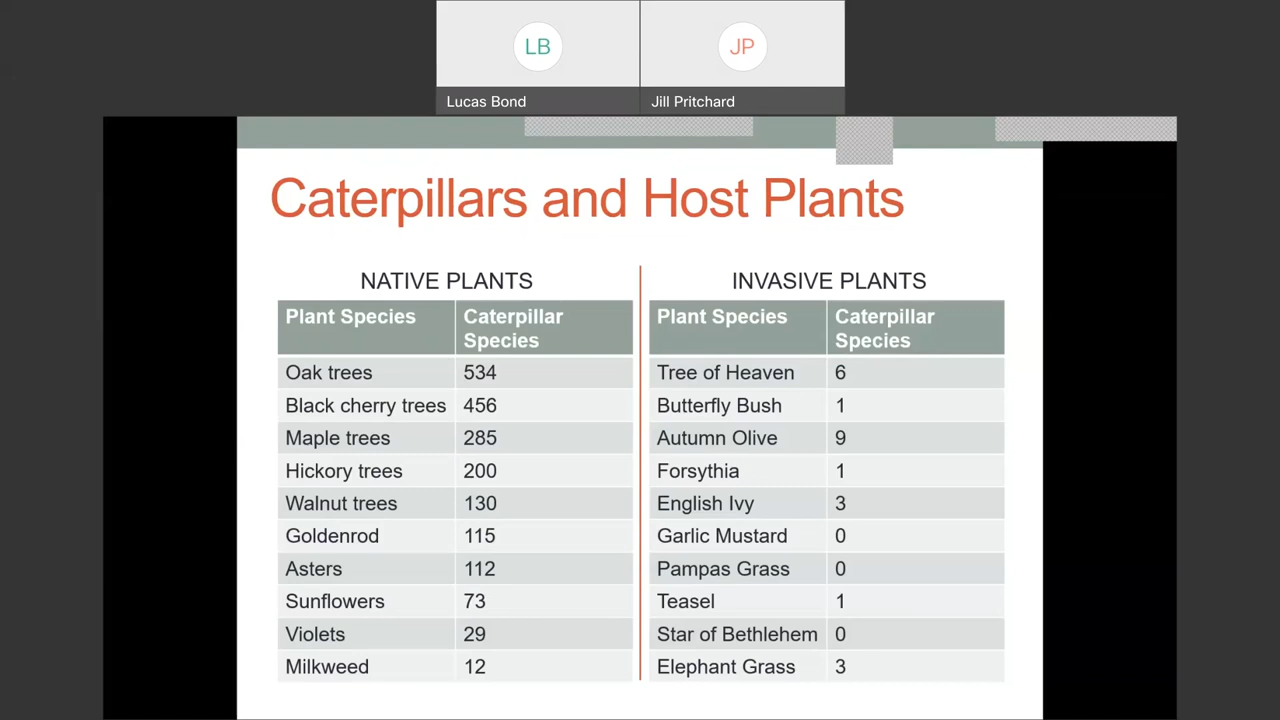 LB
JP
Lucas Bond
Jill Pritchard
Caterpillars and Host Plants
NATIVE PLANTS
Plant Species Caterpillar Species
Oak trees 534
Black cherry trees 456
Maple trees 285
Hickory trees 200
Walnut trees 130
Goldenrod 115
Asters 112
Sunflowers 73
Violets 29
Milkweed 12
INVASIVE PLANTS
Plant Species Caterpillar Species
Tree of Heaven 6
Butterfly Bush 1
Autumn Olive 9
Forsythia 1
English Ivy 3
Garlic Mustard 0
Pampas Grass 0
Teasel 1
Star of Bethlehem 0
Elephant Grass 3